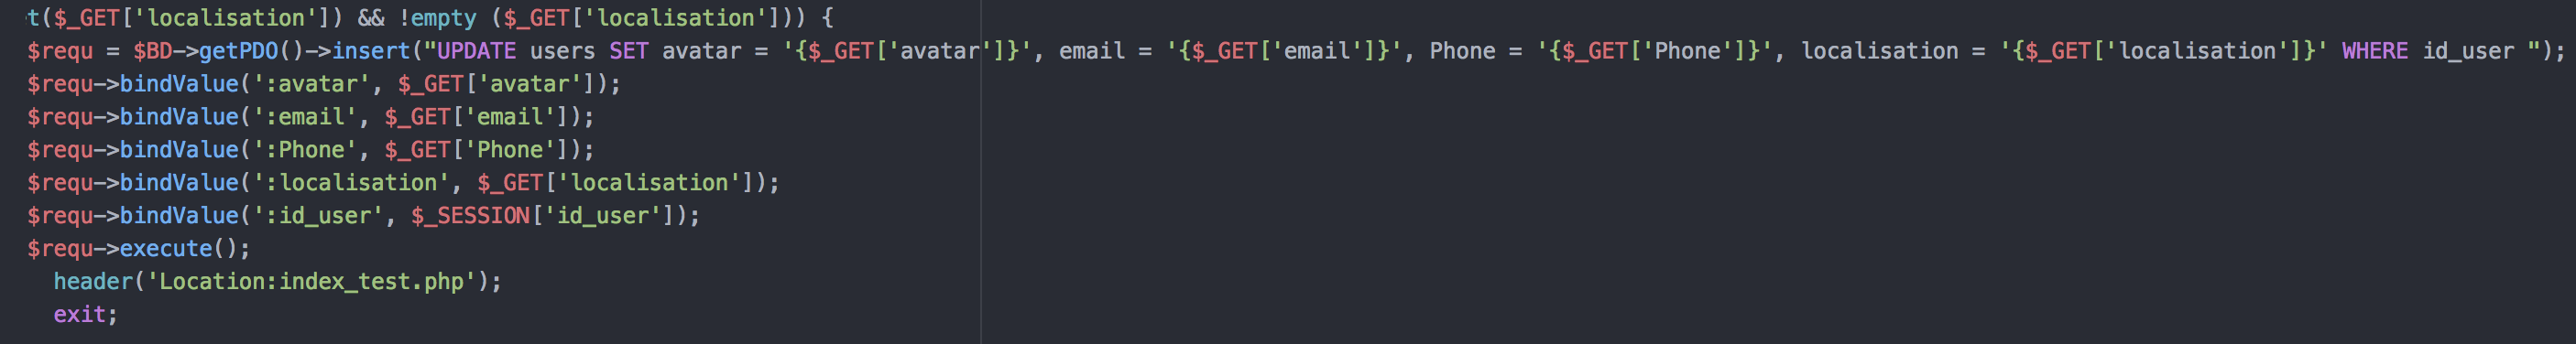 t($_GET['localisation']) && !empty ($_GET['localisation'])) {
$requ = $BD->getPDO()->insert("UPDATE users SET avatar = '{$_GET['avatar']}', email = '{$_GET['email']}', Phone = '{$_GET['Phone']}', localisation = '{$_GET['localisation']}' WHERE id_user ");
$requ->bindValue(':avatar', $_GET['avatar']);
$requ->bindValue(':email', $_GET['email']);
$requ->bindValue(':Phone', $_GET['Phone']);
$requ->bindValue(':localisation', $_GET['localisation']);
$requ->bindValue(':id_user', $_SESSION['id_user']);
$requ->execute();
header('Location:index_test.php');
exit;